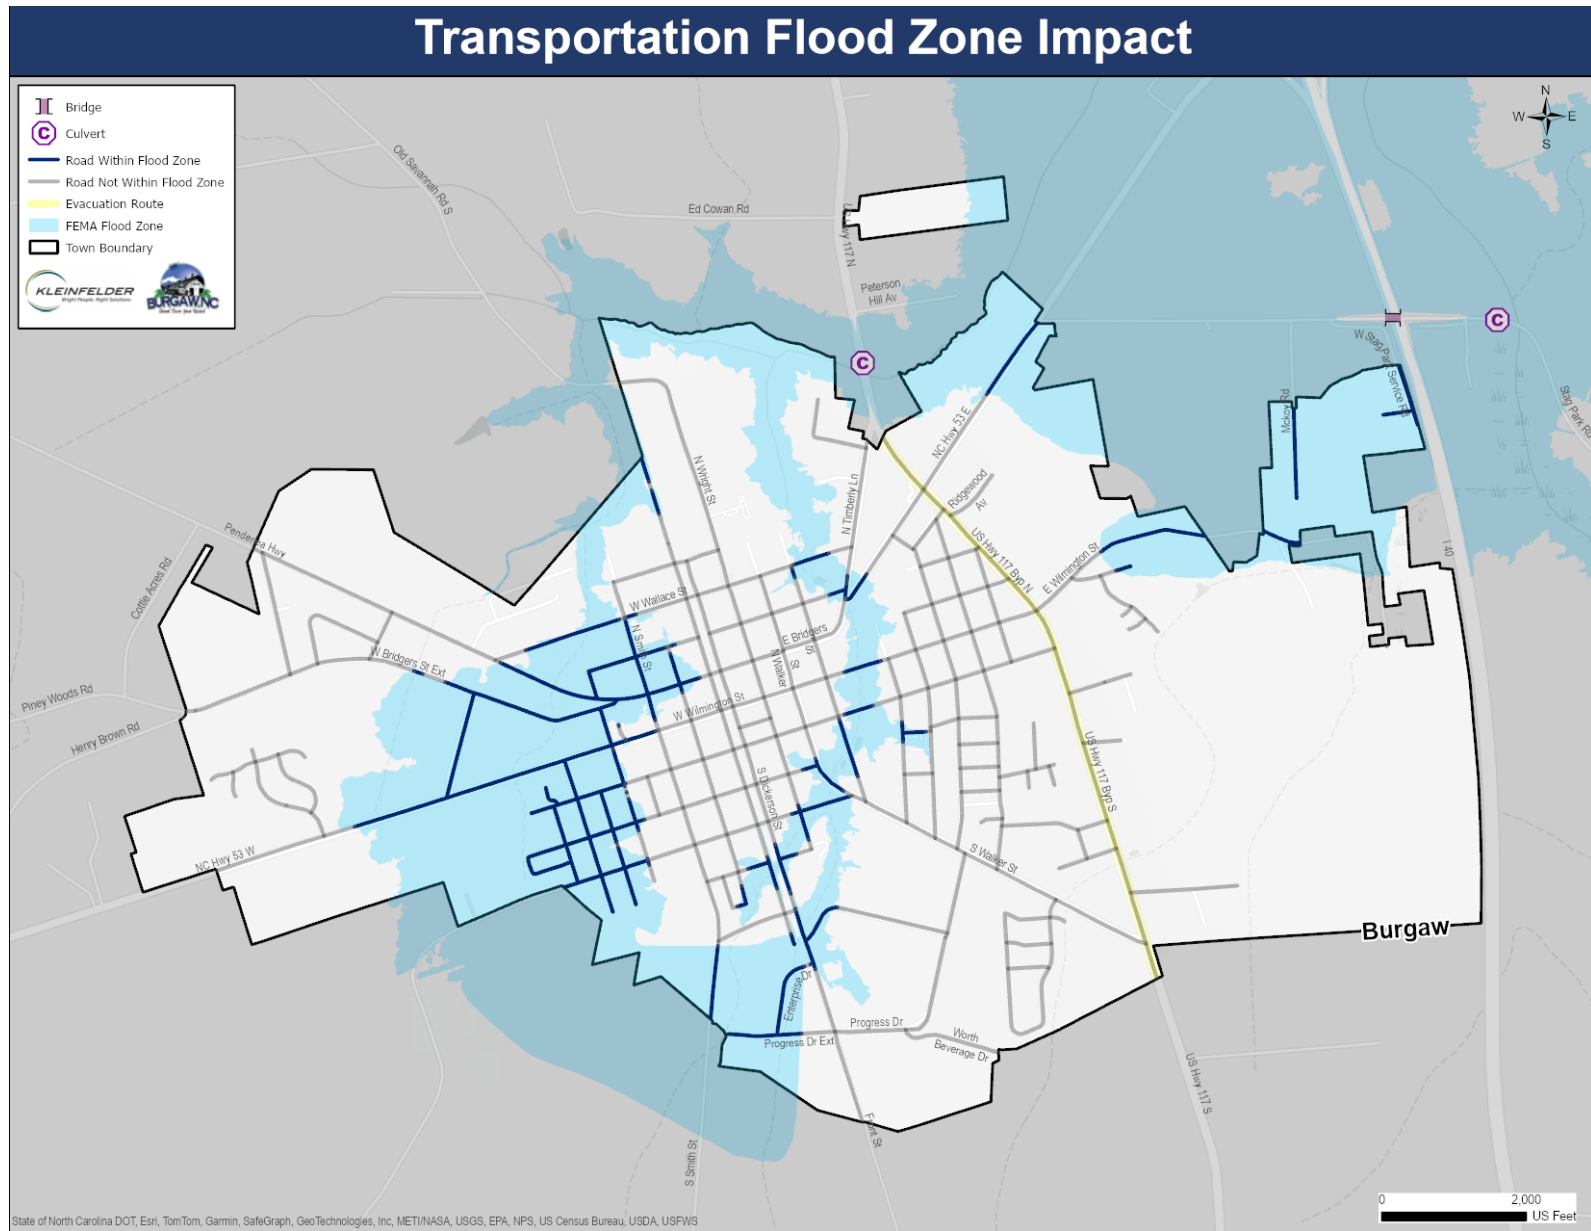 Transportation Flood Zone Impact
Bridge
Culvert
Road Within Flood Zone
Road Not Within Flood Zone
Evacuation Route
FEMA Flood Zone
Town Boundary
KLEINFELDER
Bright People. Right Solutions.
BURGAW, NC
N
W
E
S
Old Savannah Rd S
Ed Cowan Rd
US Hwy 117 N
Peterson
Hill Av
C
C
W Stag Park Service Rd
Stag Park Rd
Mckoy Rd
NC Hwy 53 E
N Wright St
N Timberly Ln
Ridgewood
Av
US Hwy 117 Byp N
E Wilmington St
I 40
Penderlea Hwy
Cottle Acres Rd
W Wallace St
N Smith St
E Bridgers
St
N Walker
St
W Bridgers St Ext
Piney Woods Rd
Henry Brown Rd
W Wilmington St
S Dickerson St
US Hwy 117 Byp S
NC Hwy 53 W
S Walker St
Burgaw
Enterprise Dr
Progress Dr
Progress Dr Ext
Worth
Beverage Dr
US Hwy 117 S
Front St
S Smith St
0
2,000
US Feet
State of North Carolina DOT, Esri, TomTom, Garmin, SafeGraph, GeoTechnologies, Inc, METI/NASA, USGS, EPA, NPS, US Census Bureau, USDA, USFWS